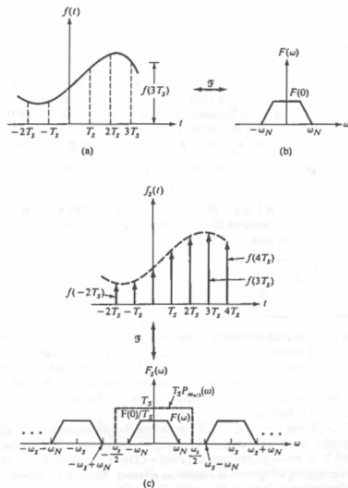 f(t)
f(3T_s)
-2T_s -T_s T_s 2T_s 3T_s t
(a)
ℱ
F(ω)
F(0)
-ω_N ω_N ω
(b)
f_s(t)
f(4T_s)
f(-2T_s)
f(3T_s)
-2T_s -T_s T_s 2T_s 3T_s 4T_s t
ℱ
F_s(ω)
T_s T_sP_{ω_s/2}(ω)
F(0)/T_s F(ω)
-ω_s-ω_N -ω_s -ω_s+ω_N -ω_s/2 -ω_N ω_N ω_s/2 ω_s-ω_N ω_s ω_s+ω_N ω
(c)